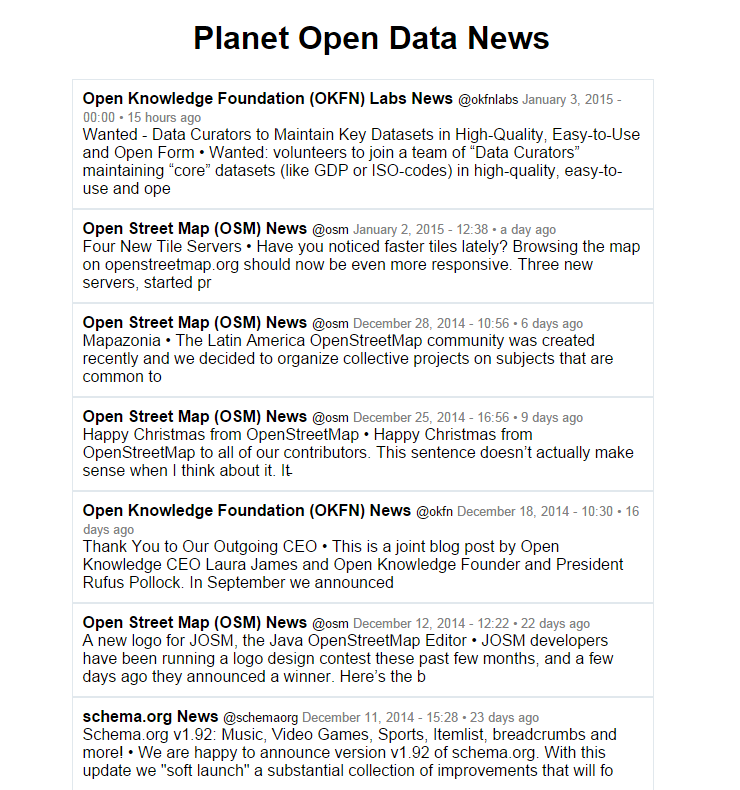 Planet Open Data News
Open Knowledge Foundation (OKFN) Labs News @okfnlabs January 3, 2015 -
00:00 • 15 hours ago
Wanted - Data Curators to Maintain Key Datasets in High-Quality, Easy-to-Use
and Open Form • Wanted: volunteers to join a team of “Data Curators”
maintaining “core” datasets (like GDP or ISO-codes) in high-quality, easy-to-
use and ope
Open Street Map (OSM) News @osm January 2, 2015 - 12:38 • a day ago
Four New Tile Servers • Have you noticed faster tiles lately? Browsing the map
on openstreetmap.org should now be even more responsive. Three new
servers, started pr
Open Street Map (OSM) News @osm December 28, 2014 - 10:56 • 6 days ago
Mapazonia • The Latin America OpenStreetMap community was created
recently and we decided to organize collective projects on subjects that are
common to
Open Street Map (OSM) News @osm December 25, 2014 - 16:56 • 9 days ago
Happy Christmas from OpenStreetMap • Happy Christmas from
OpenStreetMap to all of our contributors. This sentence doesn’t actually make
sense when I think about it. It
Open Knowledge Foundation (OKFN) News @okfn December 18, 2014 - 10:30 • 16
days ago
Thank You to Our Outgoing CEO • This is a joint blog post by Open
Knowledge CEO Laura James and Open Knowledge Founder and President
Rufus Pollock. In September we announced
Open Street Map (OSM) News @osm December 12, 2014 - 12:22 • 22 days ago
A new logo for JOSM, the Java OpenStreetMap Editor • JOSM developers
have been running a logo design contest these past few months, and a few
days ago they announced a winner. Here’s the b
schema.org News @schemaorg December 11, 2014 - 15:28 • 23 days ago
Schema.org v1.92: Music, Video Games, Sports, Itemlist, breadcrumbs and
more! • We are happy to announce version v1.92 of schema.org. With this
update we "soft launch" a substantial collection of improvements that will fo